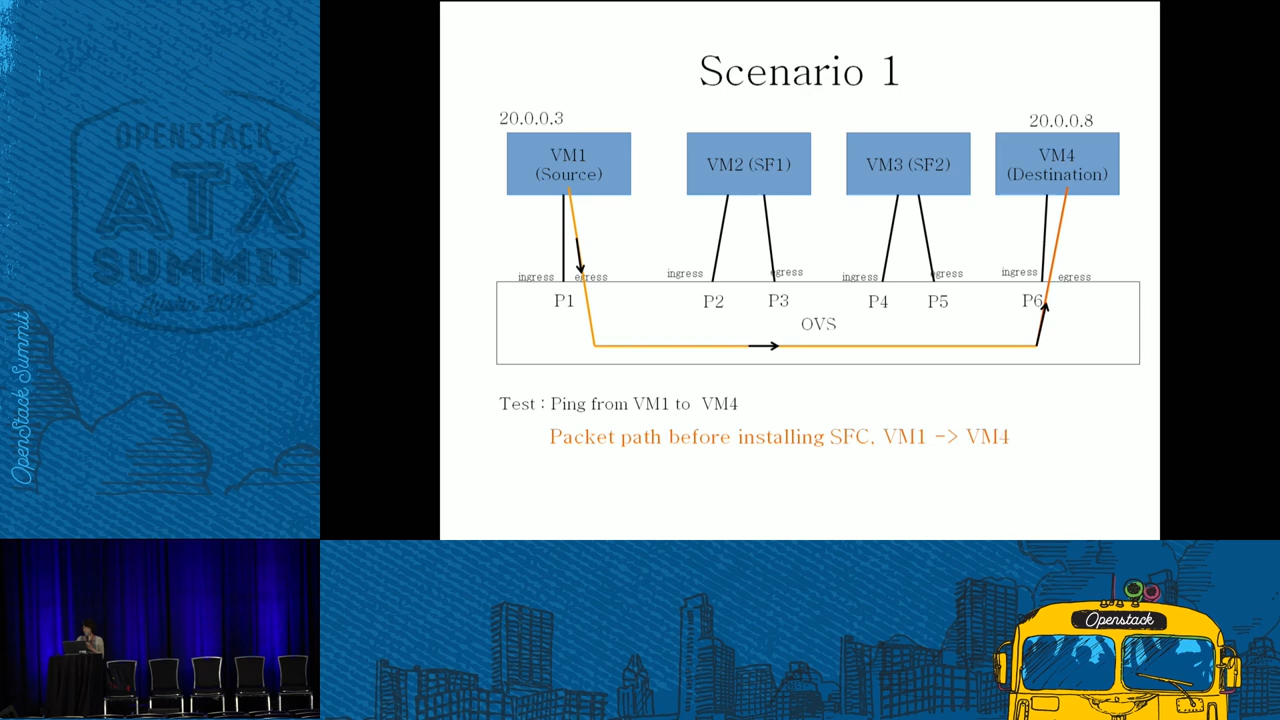 OPENSTACK
ATX
SUMMIT
Austin 2016
OpenStack Summit
Scenario 1
20.0.0.3
20.0.0.8
VM1
(Source)
VM2 (SF1)
VM3 (SF2)
VM4
(Destination)
ingress
egress
ingress
egress
ingress
egress
ingress
egress
P1
P2
P3
P4
P5
P6
OVS
Test : Ping from VM1 to VM4
Packet path before installing SFC, VM1 -> VM4
Openstack